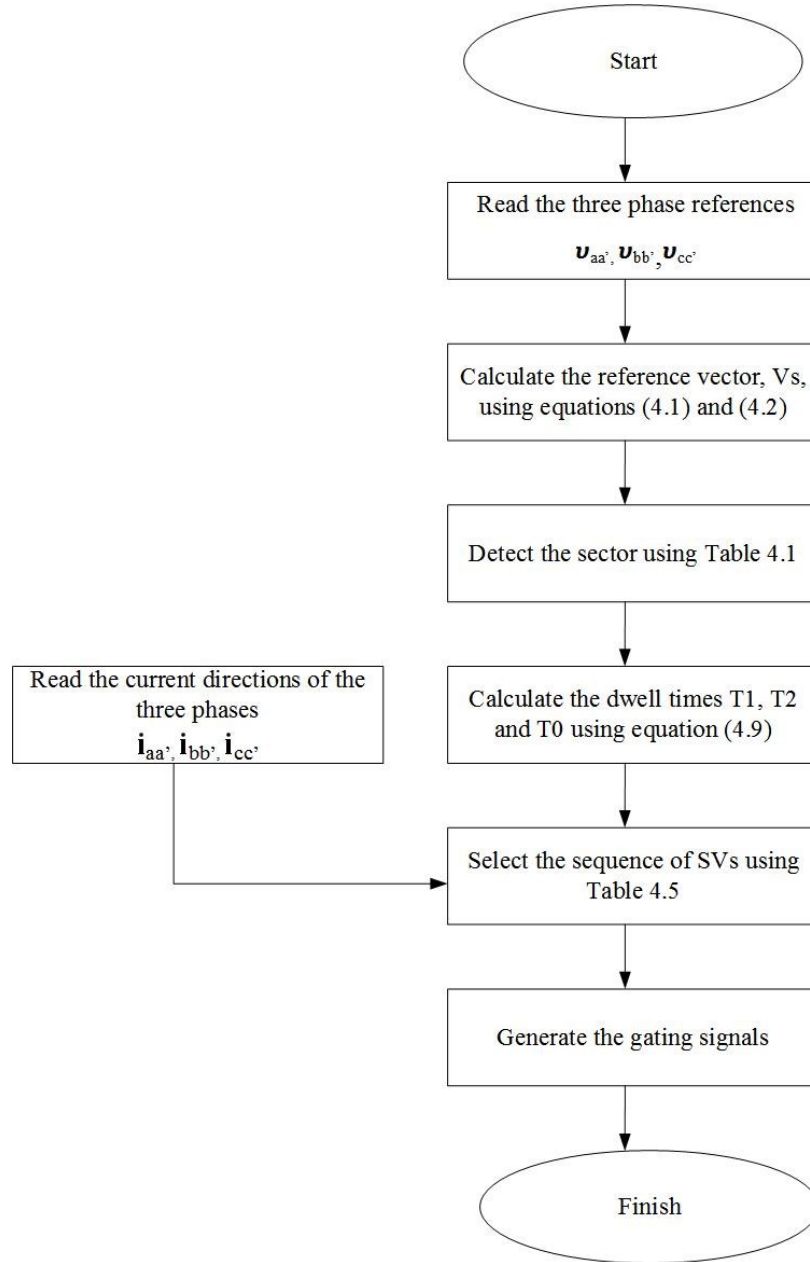 Start
Read the three phase references
υaa', υbb', υcc'
Calculate the reference vector, Vs,
using equations (4.1) and (4.2)
Detect the sector using Table 4.1
Read the current directions of the
three phases
iaa', ibb', icc'
Calculate the dwell times T1, T2
and T0 using equation (4.9)
Select the sequence of SVs using
Table 4.5
Generate the gating signals
Finish